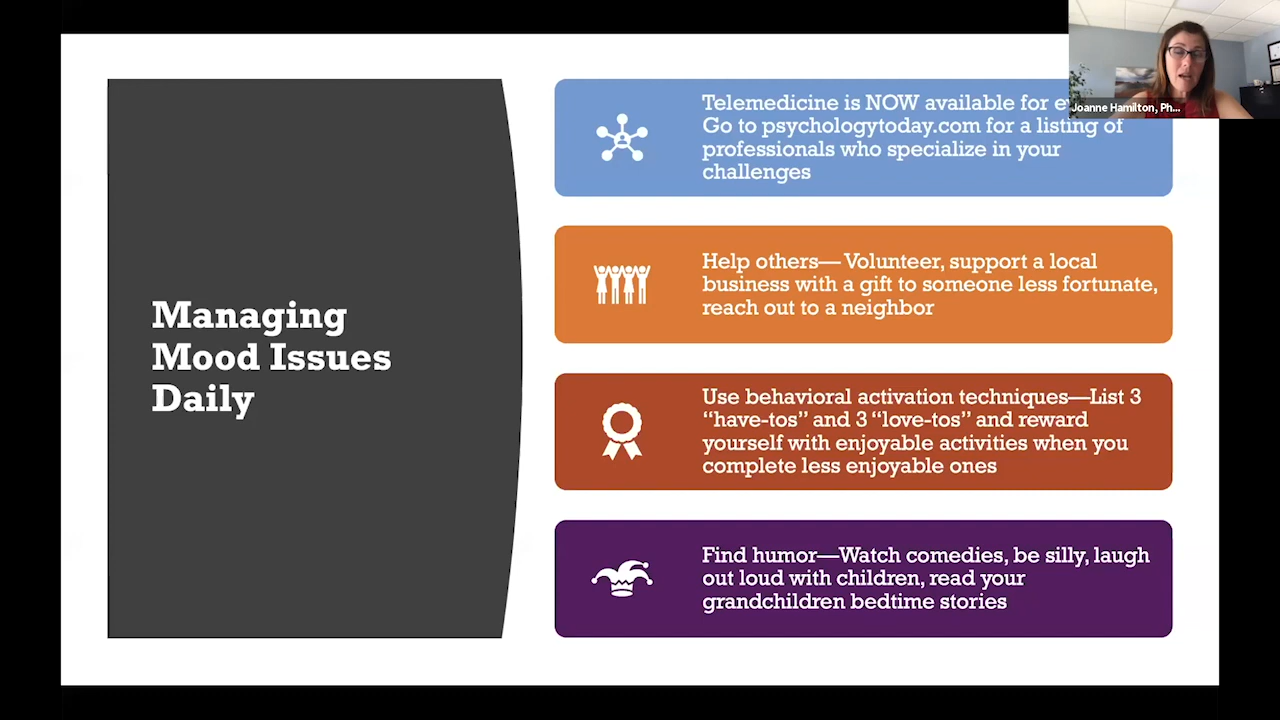 Managing
Mood Issues
Daily
Telemedicine is NOW available for
Go to psychologytoday.com for a listing of
professionals who specialize in your
challenges
Help others— Volunteer, support a local
business with a gift to someone less fortunate,
reach out to a neighbor
Use behavioral activation techniques—List 3
“have-tos” and 3 “love-tos” and reward
yourself with enjoyable activities when you
complete less enjoyable ones
Find humor—Watch comedies, be silly, laugh
out loud with children, read your
grandchildren bedtime stories
Joanne Hamilton, Ph...